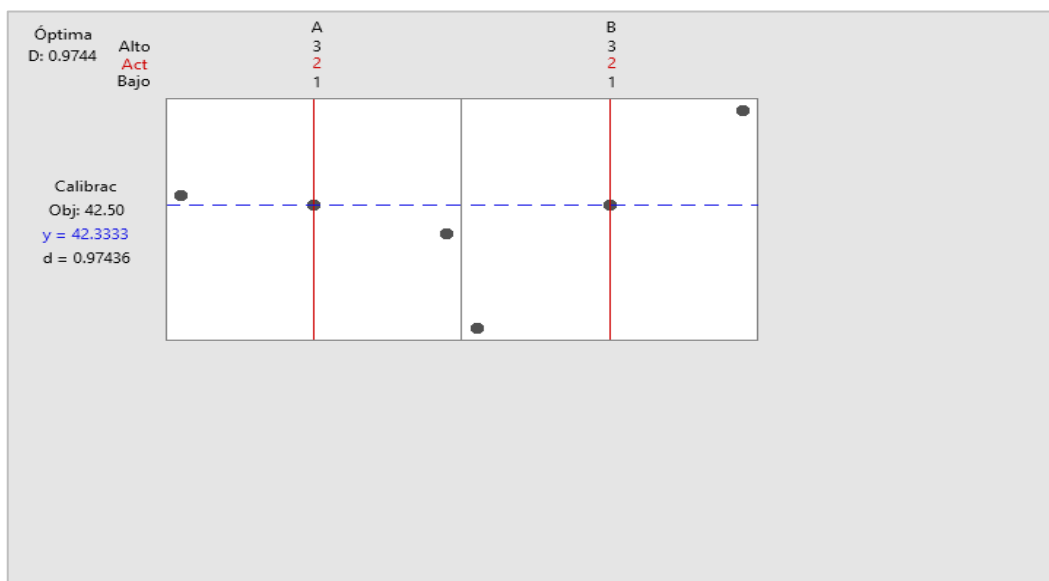 Óptima
D: 0.9744
A B
Alto 3 3
Act 2 2
Bajo 1 1
Calibrac
Obj: 42.50
y = 42.3333
d = 0.97436